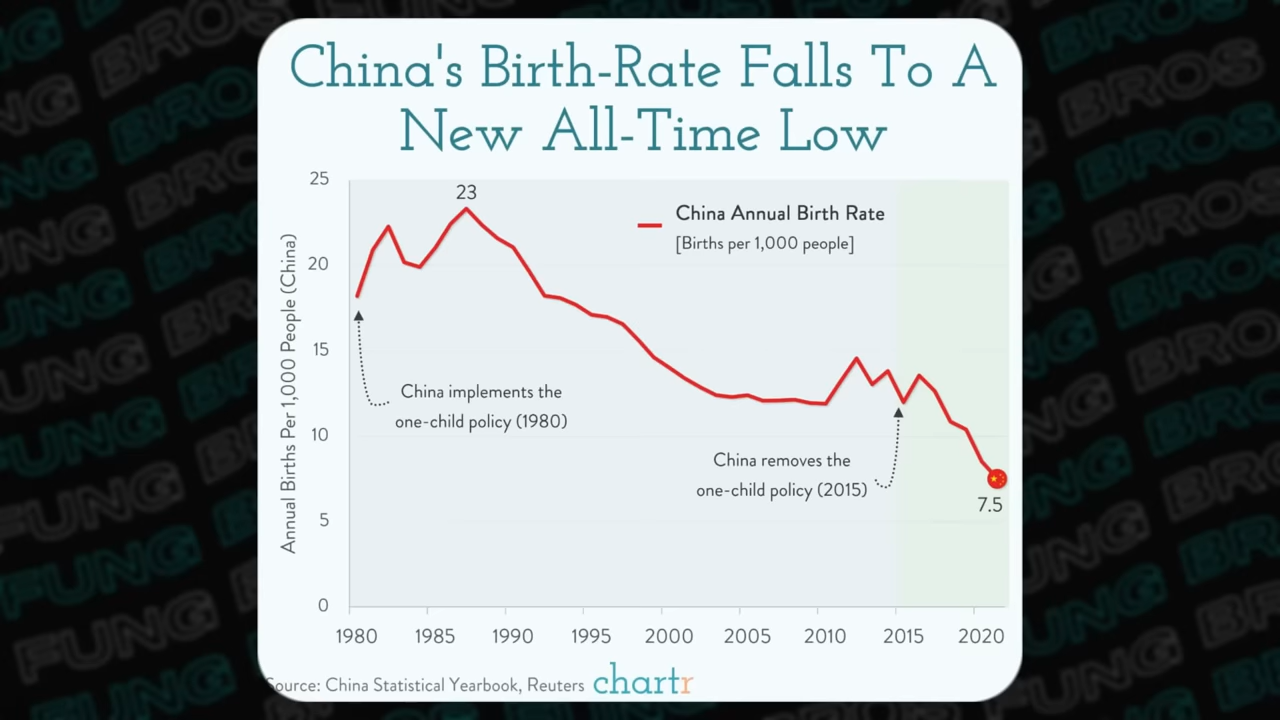 China's Birth-Rate Falls To A
New All-Time Low
25
20
15
10
5
0
Annual Births Per 1,000 People (China)
23
China Annual Birth Rate
[Births per 1,000 people]
China implements the
one-child policy (1980)
China removes the
one-child policy (2015)
7.5
1980 1985 1990 1995 2000 2005 2010 2015 2020
Source: China Statistical Yearbook, Reuters chartr
FUNG BROS